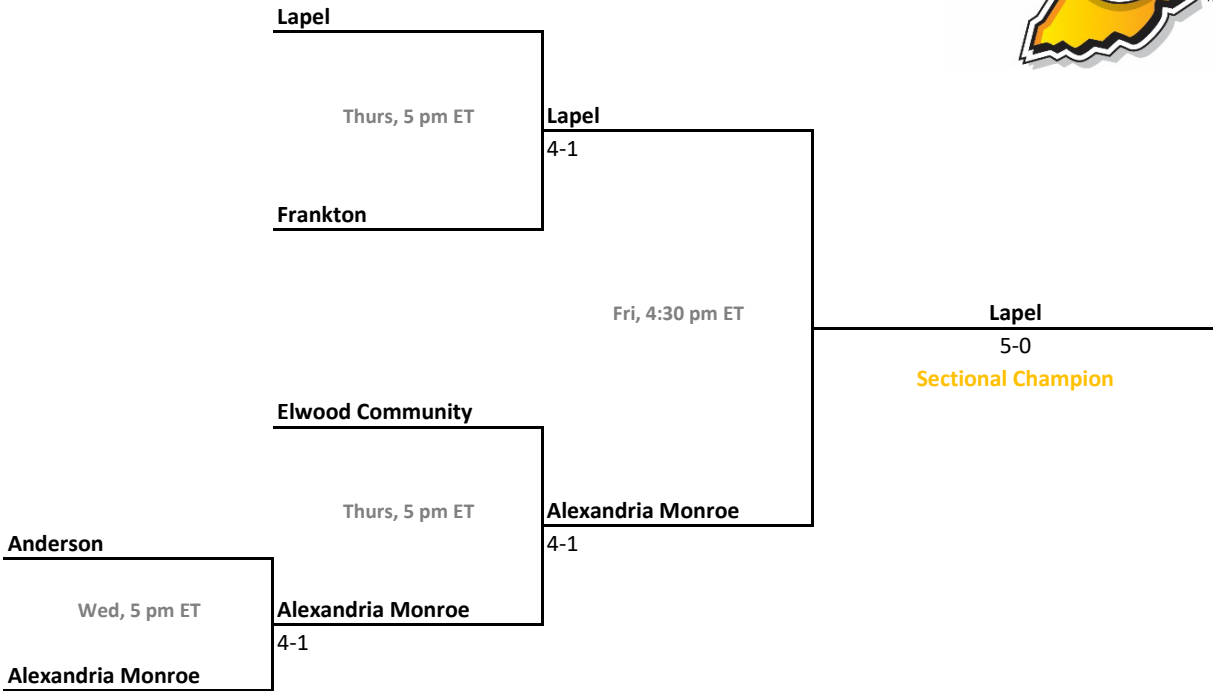 Lapel
Thurs, 5 pm ET
Lapel
4-1
Frankton
Fri, 4:30 pm ET
Lapel
5-0
Sectional Champion
Elwood Community
Thurs, 5 pm ET
Alexandria Monroe
4-1
Anderson
Wed, 5 pm ET
Alexandria Monroe
4-1
Alexandria Monroe